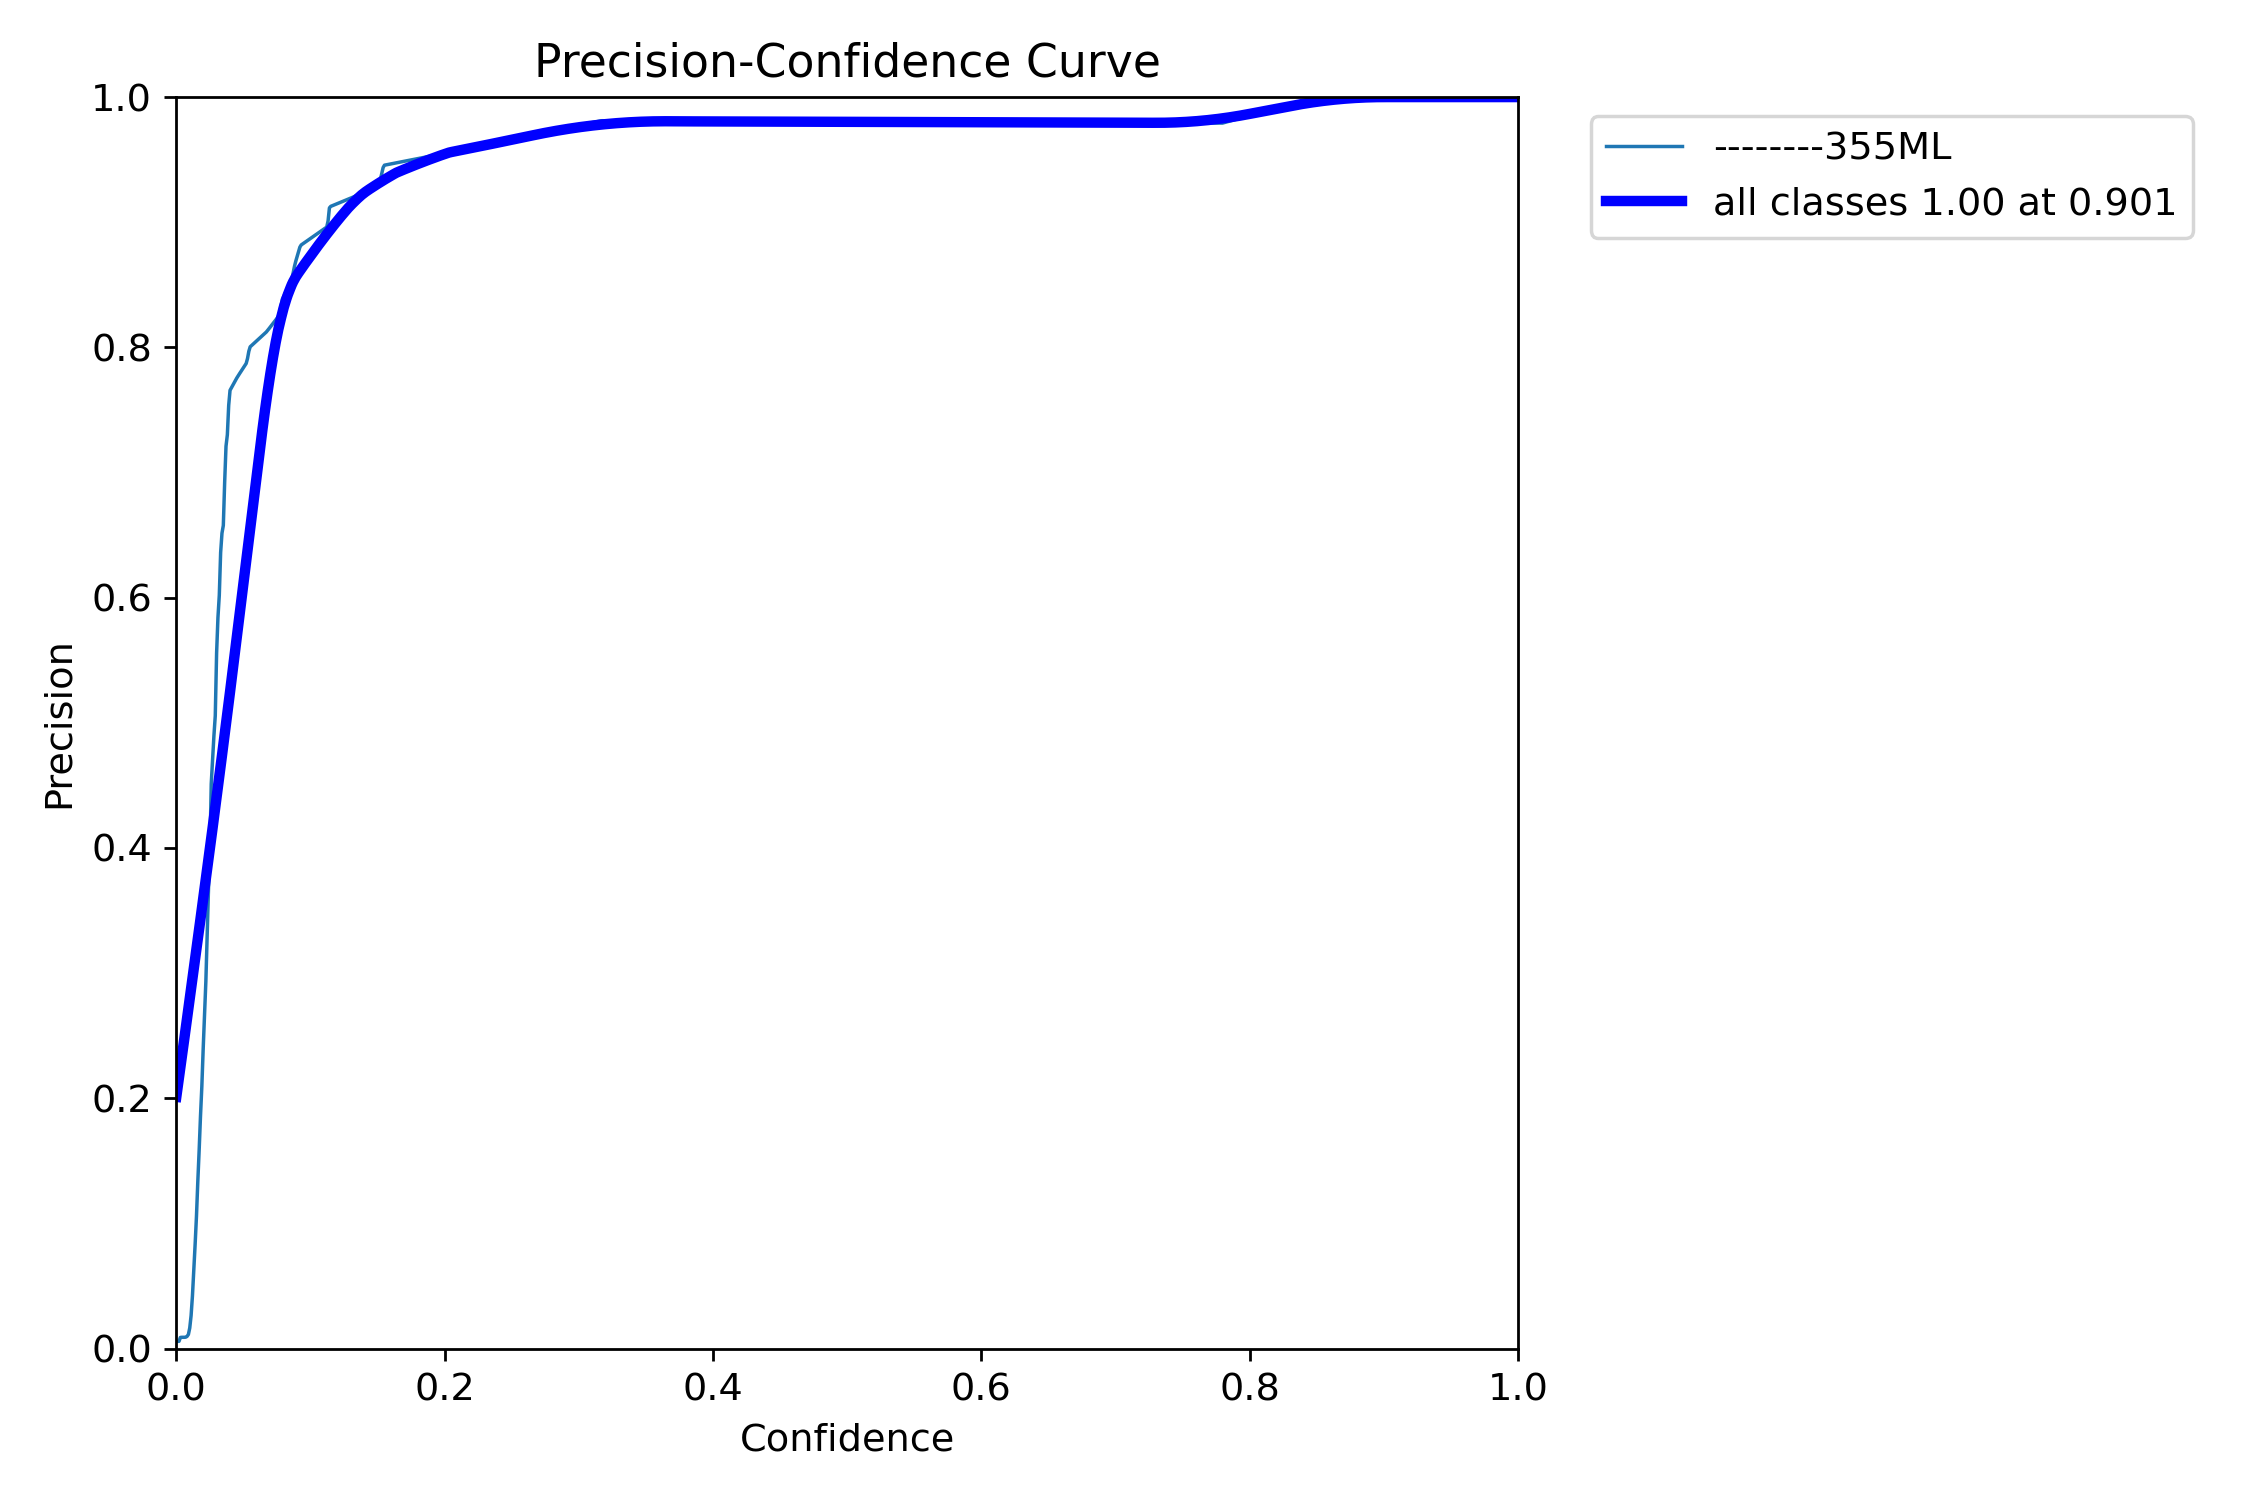 Precision-Confidence Curve
1.0
0.8
0.6
0.4
0.2
0.0
Precision
0.0 0.2 0.4 0.6 0.8 1.0
Confidence
--------355ML
all classes 1.00 at 0.901